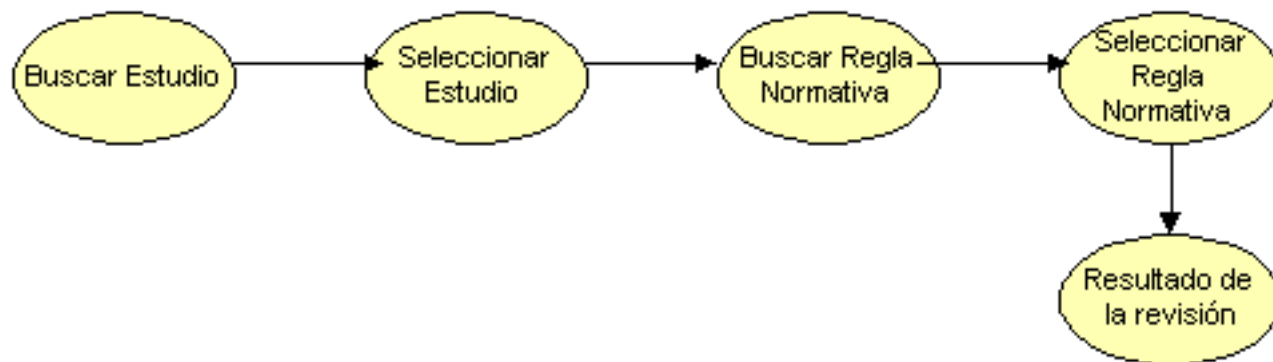 Buscar Estudio
Seleccionar
Estudio
Buscar Regla
Normativa
Seleccionar
Regla
Normativa
Resultado de
la revisión